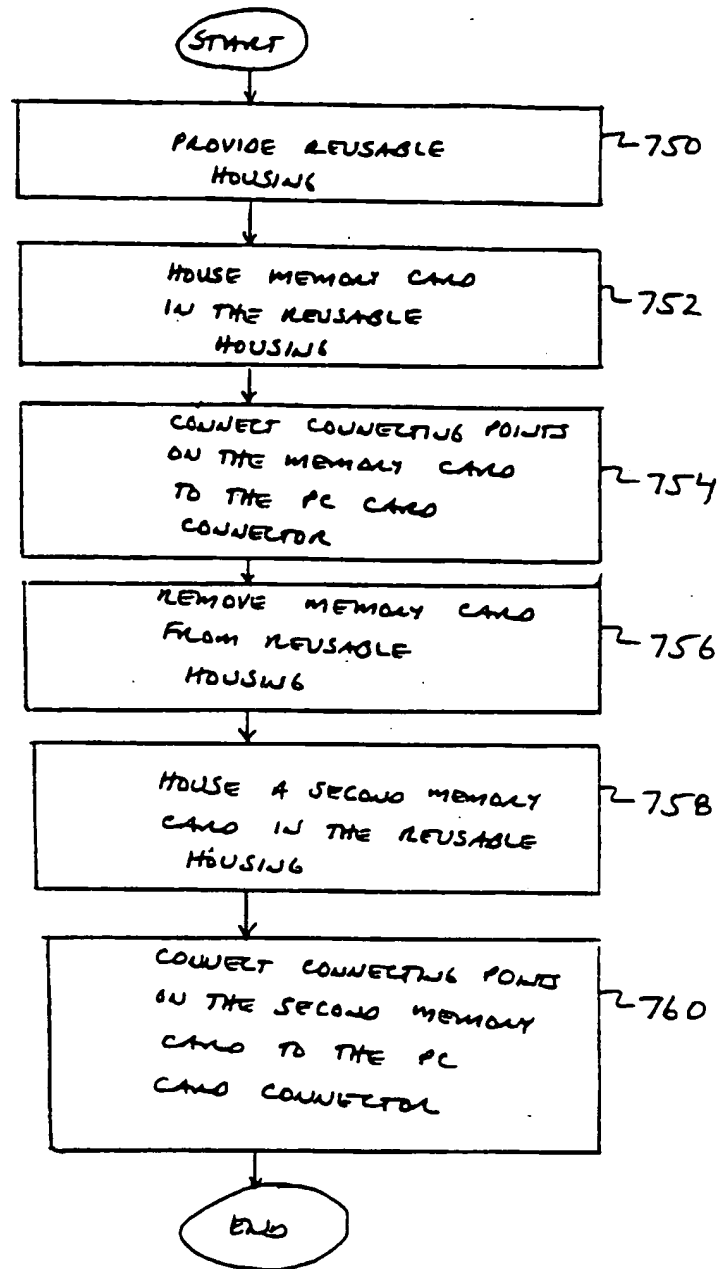 START
PROVIDE REUSABLE
HOUSING
750
HOUSE MEMORY CARD
IN THE REUSABLE
HOUSING
752
CONNECT CONNECTING POINTS
ON THE MEMORY CARD
TO THE PC CARD
CONNECTOR
754
REMOVE MEMORY CARD
FROM REUSABLE
HOUSING
756
HOUSE A SECOND MEMORY
CARD IN THE REUSABLE
HOUSING
758
CONNECT CONNECTING POINTS
ON THE SECOND MEMORY
CARD TO THE PC
CARD CONNECTOR
760
END